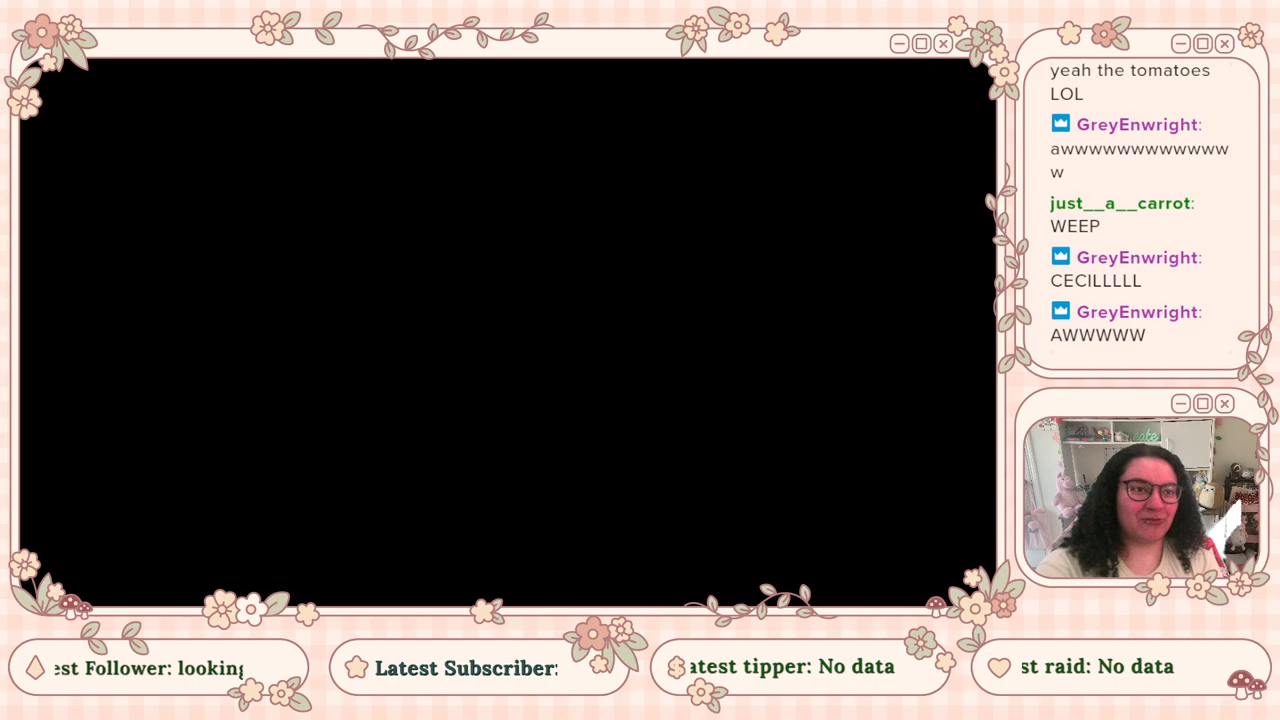 yeah the tomatoes
LOL
GreyEnwright:
awwwwwwwwwwwww
w
just__a__carrot:
WEEP
GreyEnwright:
CECILLLLL
GreyEnwright:
AWWWWW
create
est Follower: looking
Latest Subscriber:
atest tipper: No data
st raid: No data